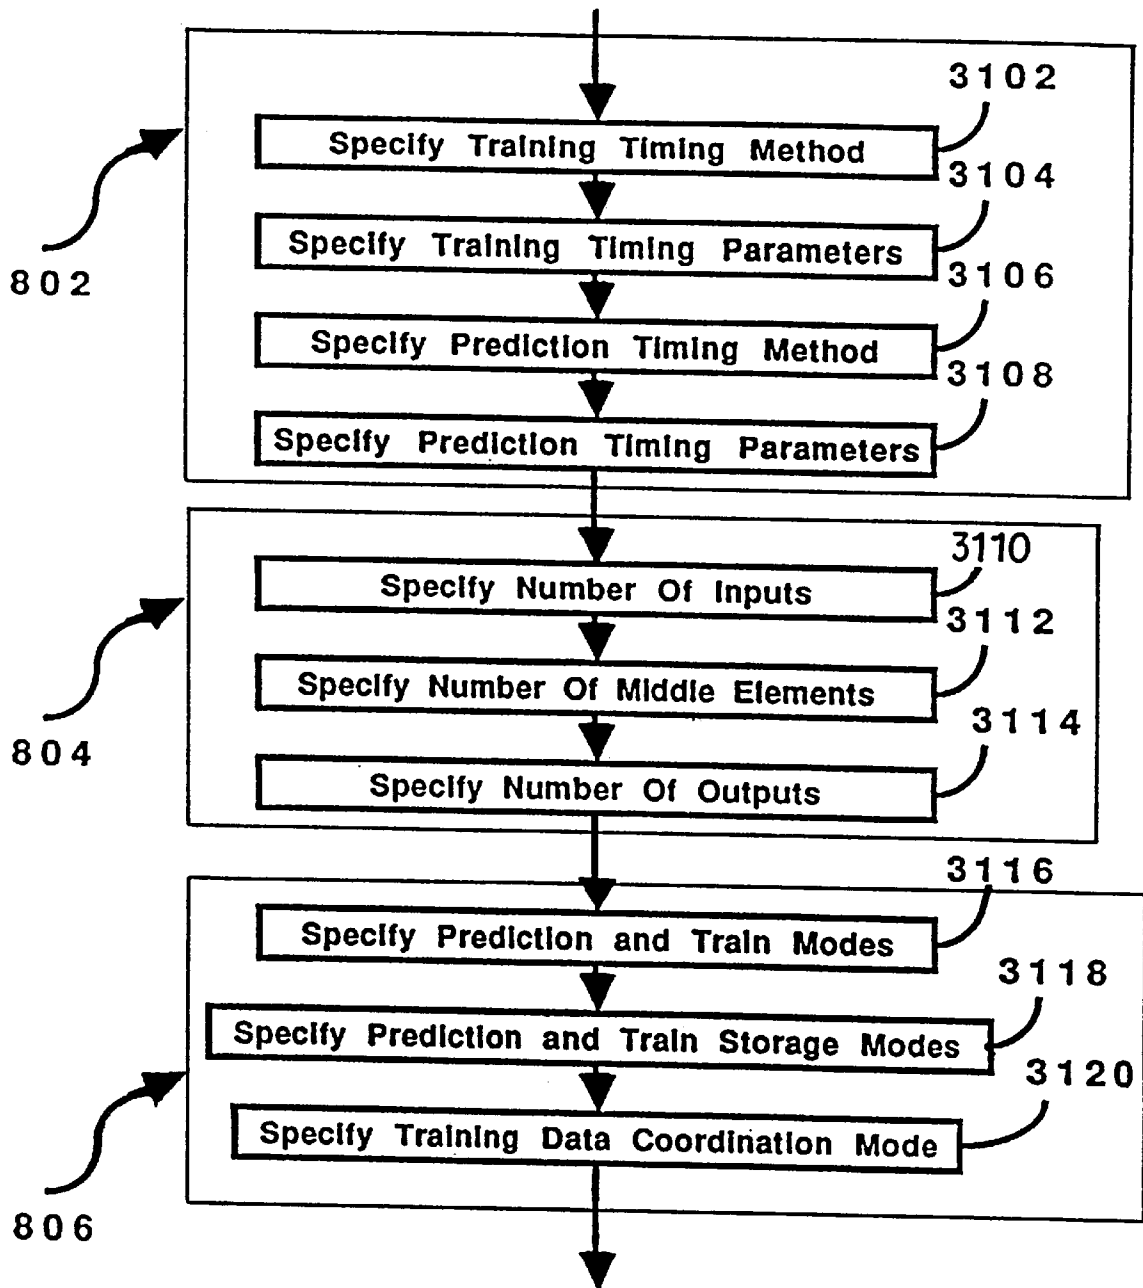 3102
Specify Training Timing Method
3104
Specify Training Timing Parameters
802
3106
Specify Prediction Timing Method
3108
Specify Prediction Timing Parameters
3110
Specify Number Of Inputs
3112
Specify Number Of Middle Elements
3114
804
Specify Number Of Outputs
3116
Specify Prediction and Train Modes
3118
Specify Prediction and Train Storage Modes
3120
Specify Training Data Coordination Mode
806